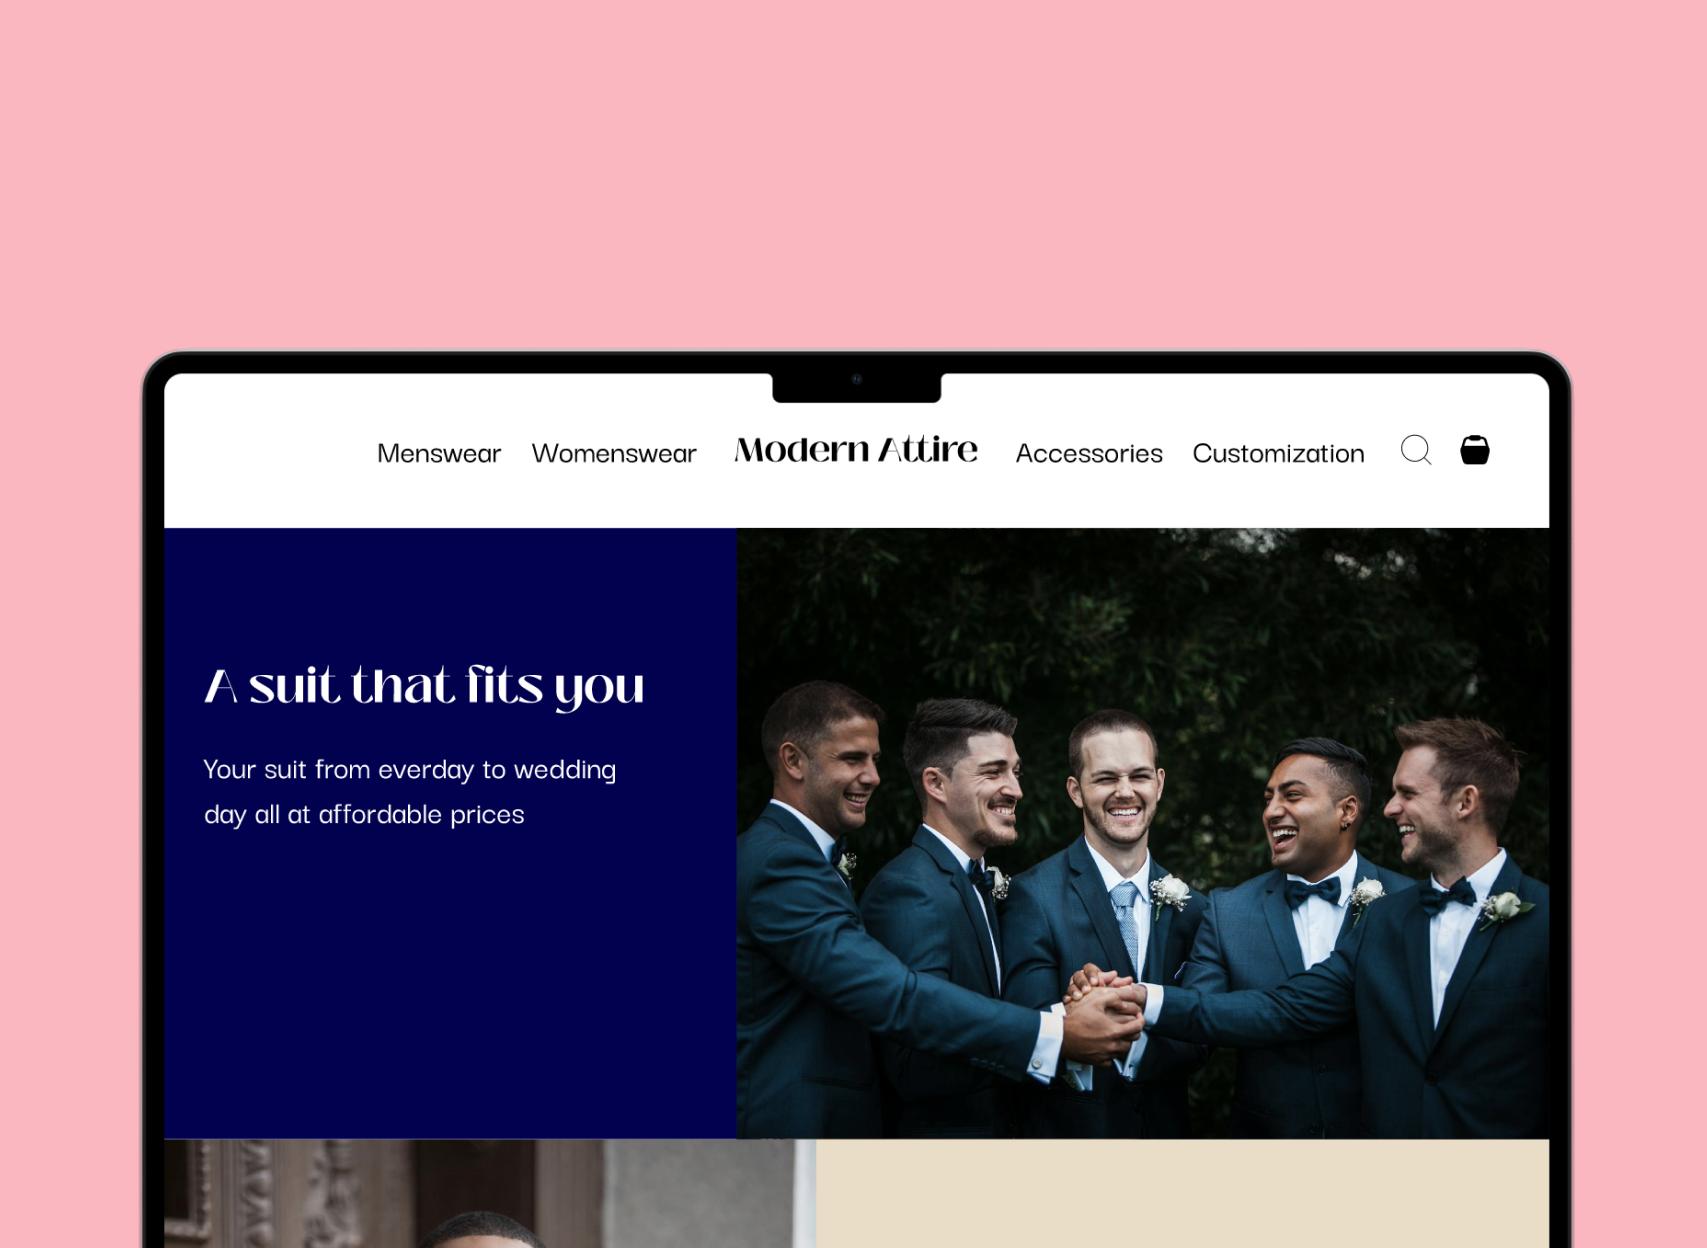 Menswear Womenswear Modern Attire Accessories Customization
A suit that fits you
Your suit from everday to wedding
day all at affordable prices